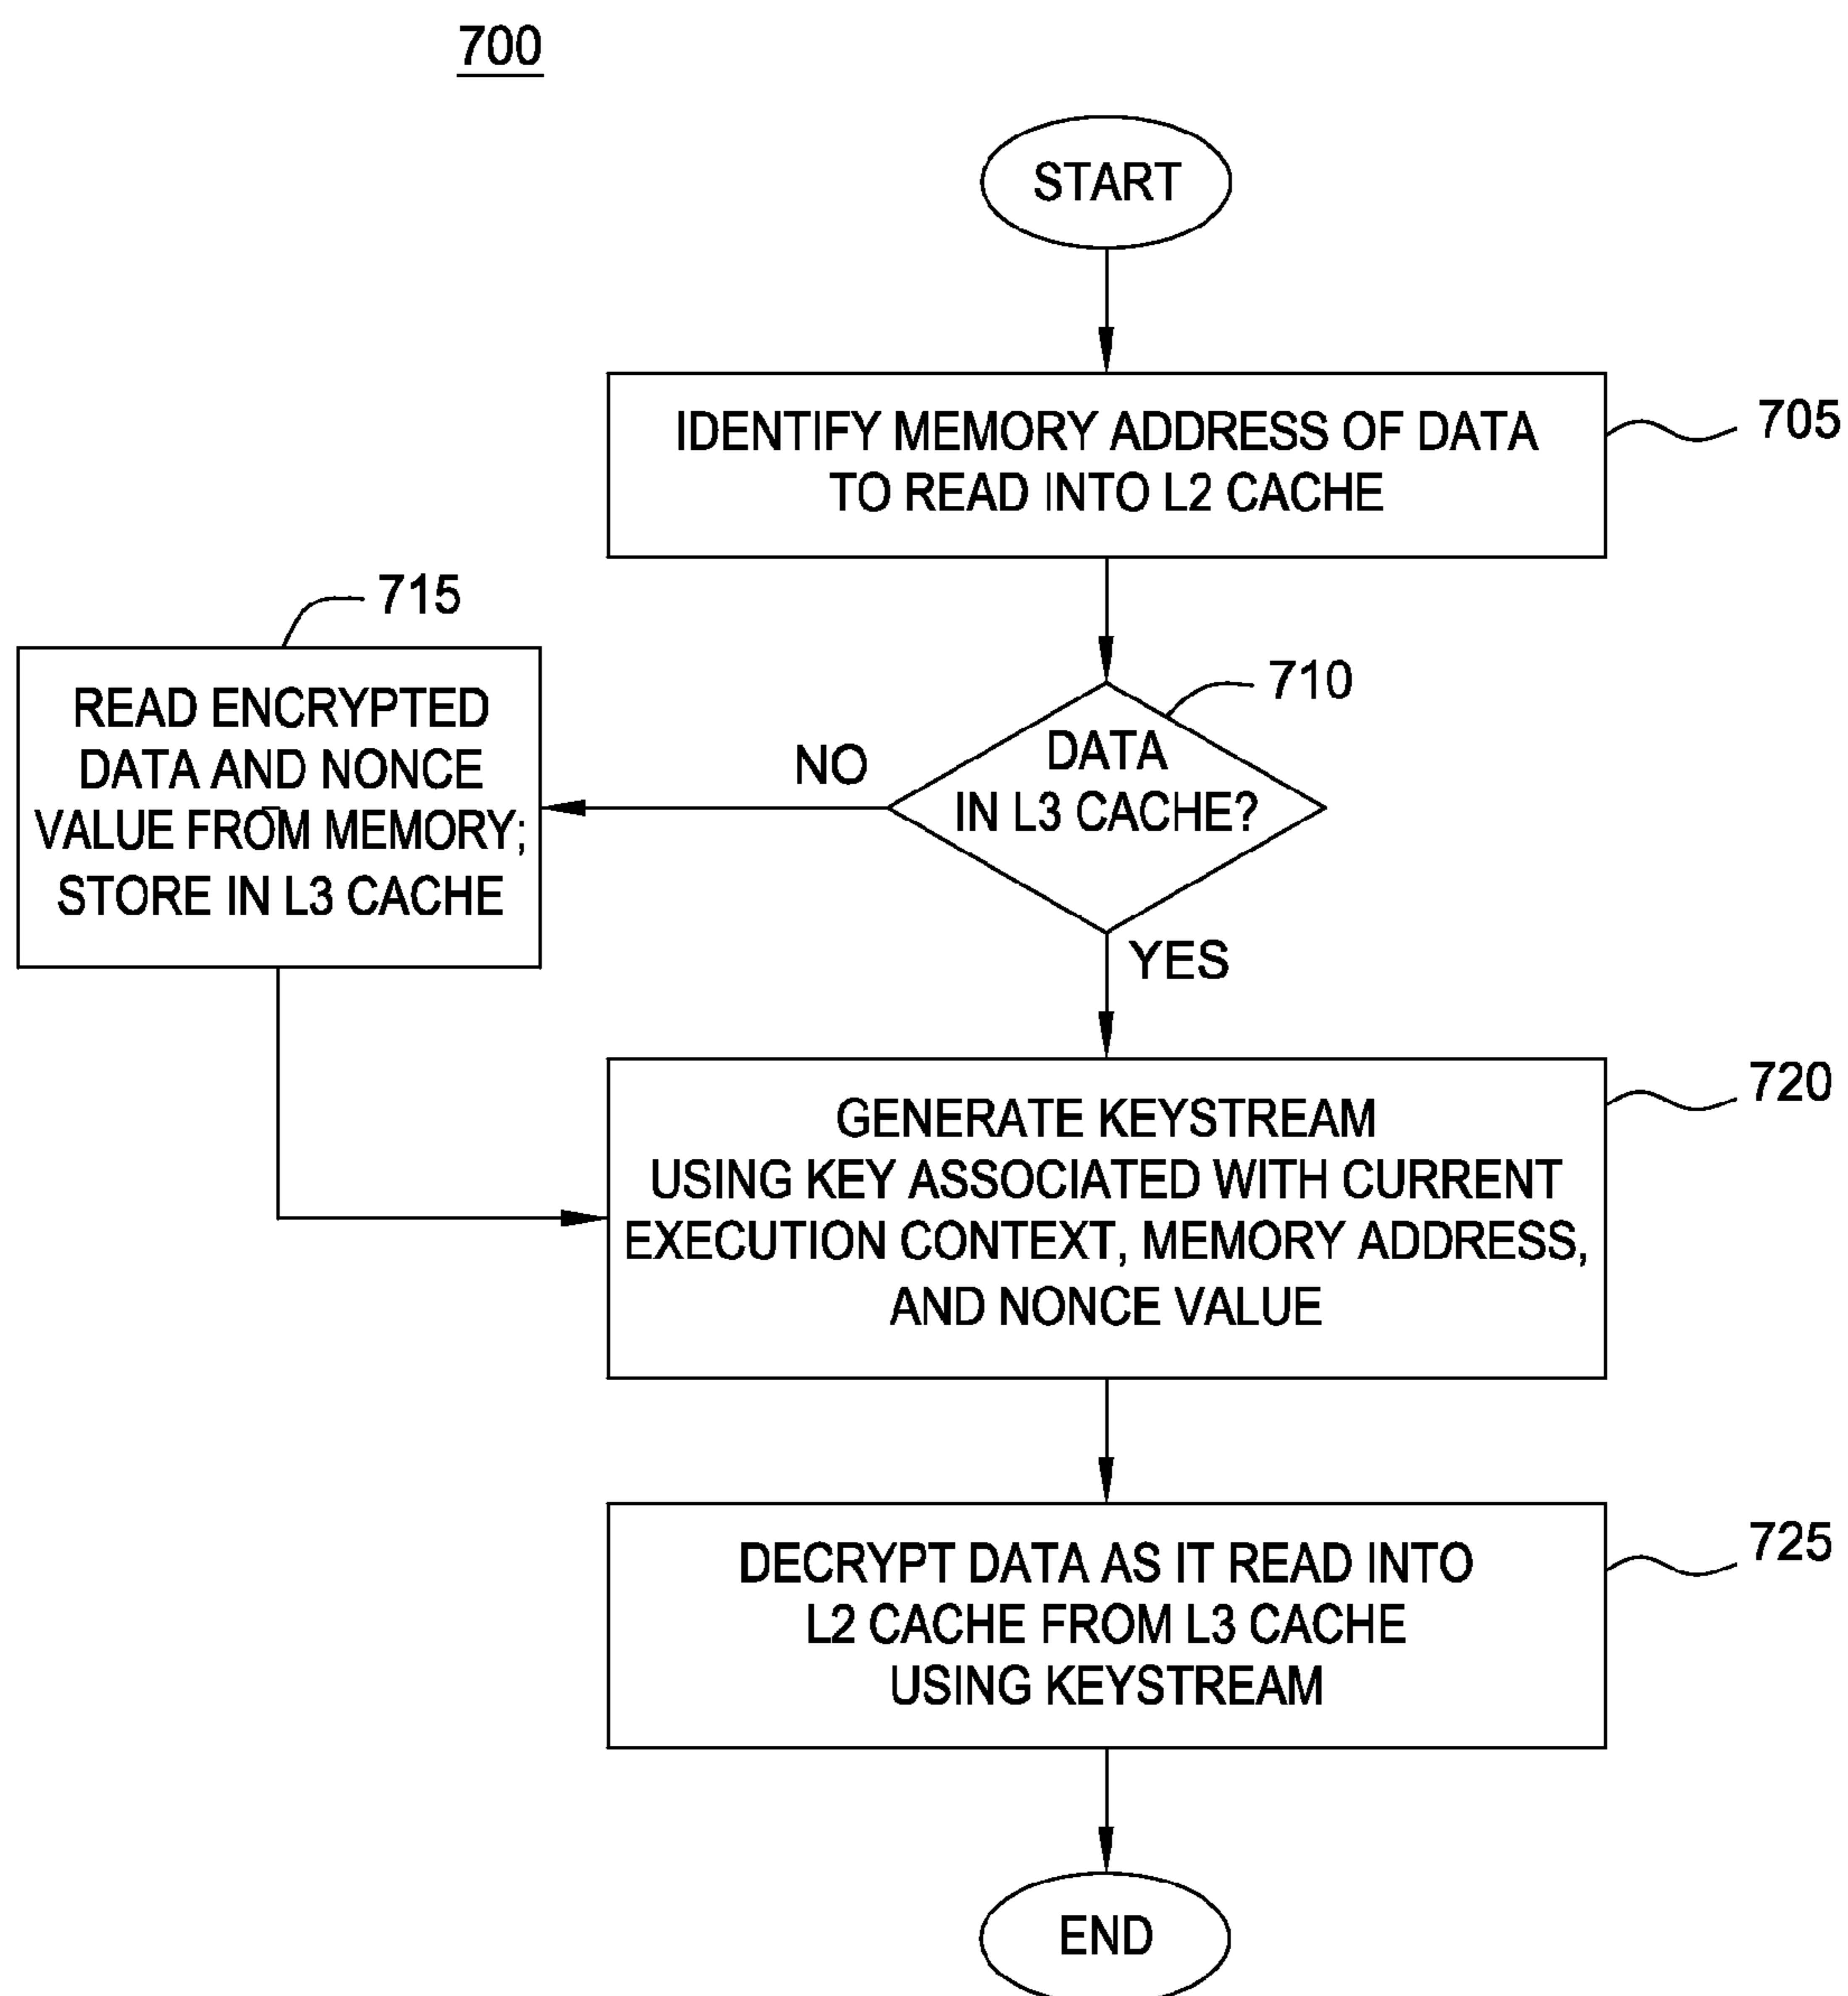 700
START
IDENTIFY MEMORY ADDRESS OF DATA
TO READ INTO L2 CACHE
705
710
DATA
IN L3 CACHE?
NO
715
READ ENCRYPTED
DATA AND NONCE
VALUE FROM MEMORY;
STORE IN L3 CACHE
YES
GENERATE KEYSTREAM
USING KEY ASSOCIATED WITH CURRENT
EXECUTION CONTEXT, MEMORY ADDRESS,
AND NONCE VALUE
720
DECRYPT DATA AS IT READ INTO
L2 CACHE FROM L3 CACHE
USING KEYSTREAM
725
END